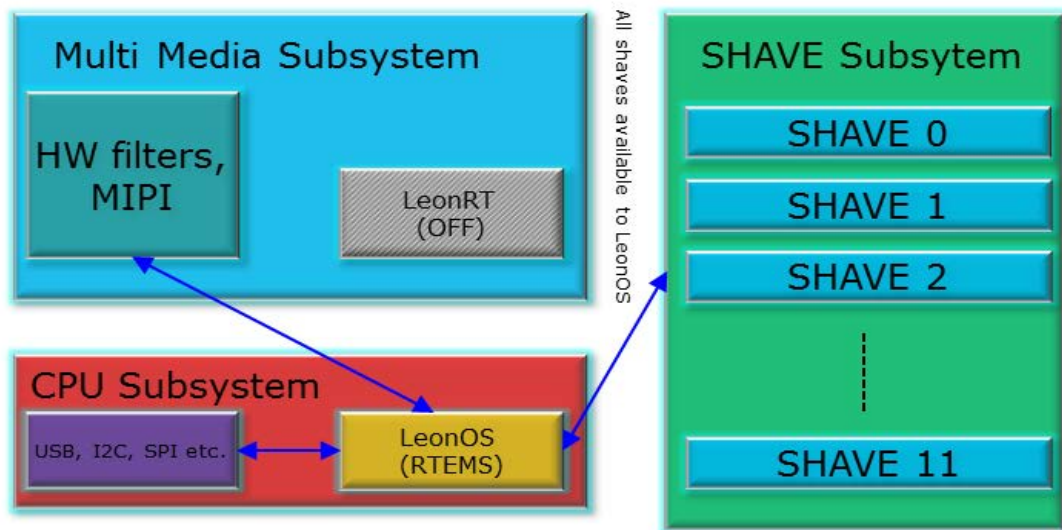 Multi Media Subsystem
HW filters,
MIPI
LeonRT
(OFF)
All shaves available to LeonOS
SHAVE Subsytem
SHAVE 0
SHAVE 1
SHAVE 2
SHAVE 11
CPU Subsystem
USB, I2C, SPI etc.
LeonOS
(RTEMS)